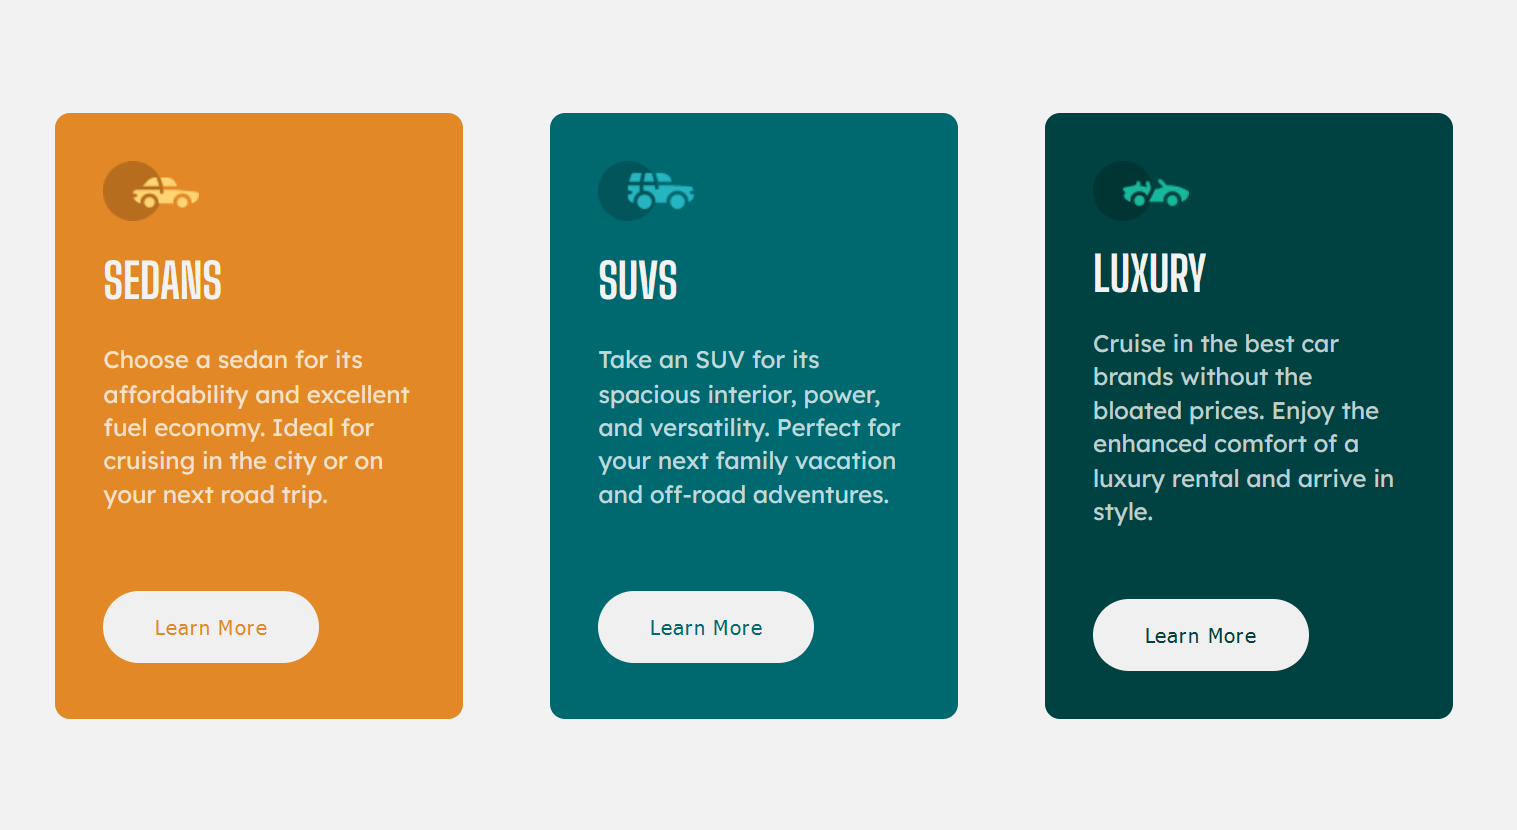 SEDANS
Choose a sedan for its
affordability and excellent
fuel economy. Ideal for
cruising in the city or on
your next road trip.
Learn More
SUVS
Take an SUV for its
spacious interior, power,
and versatility. Perfect for
your next family vacation
and off-road adventures.
Learn More
LUXURY
Cruise in the best car
brands without the
bloated prices. Enjoy the
enhanced comfort of a
luxury rental and arrive in
style.
Learn More